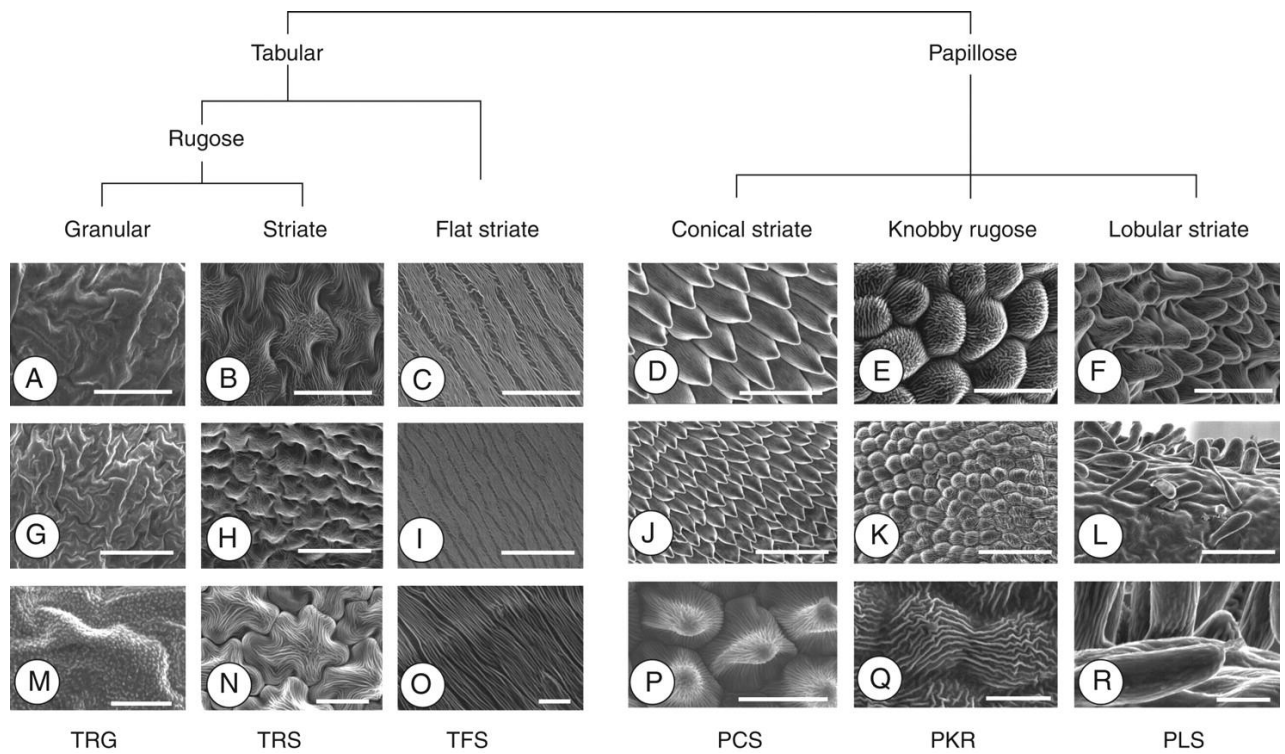 Tabular Papillose
Rugose
Granular Striate Flat striate Conical striate Knobby rugose Lobular striate
A B C D E F
G H I J K L
M N O P Q R
TRG TRS TFS PCS PKR PLS